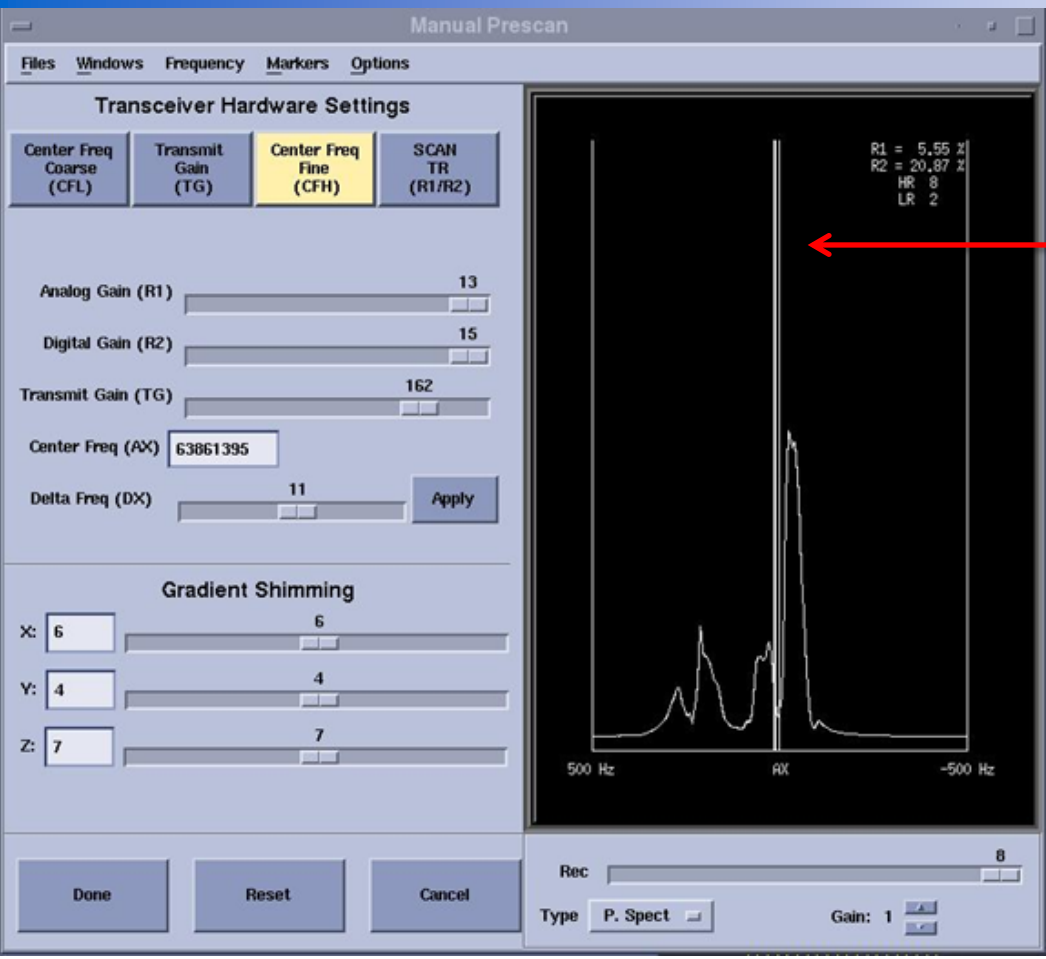 Manual Prescan
Files Windows Frequency Markers Options
Transceiver Hardware Settings
Center Freq
Coarse
(CFL)
Transmit
Gain
(TG)
Center Freq
Fine
(CFH)
SCAN
TR
(R1/R2)
Analog Gain (R1) 13
Digital Gain (R2) 15
Transmit Gain (TG) 162
Center Freq (AX) 63861395
Delta Freq (DX) 11 Apply
Gradient Shimming
X: 6 6
Y: 4 4
Z: 7 7
Done Reset Cancel
R1 = 5.55 %
R2 = 20.87 %
HR 8
LR 2
500 Hz AX -500 Hz
Rec 8
Type P. Spect Gain: 1